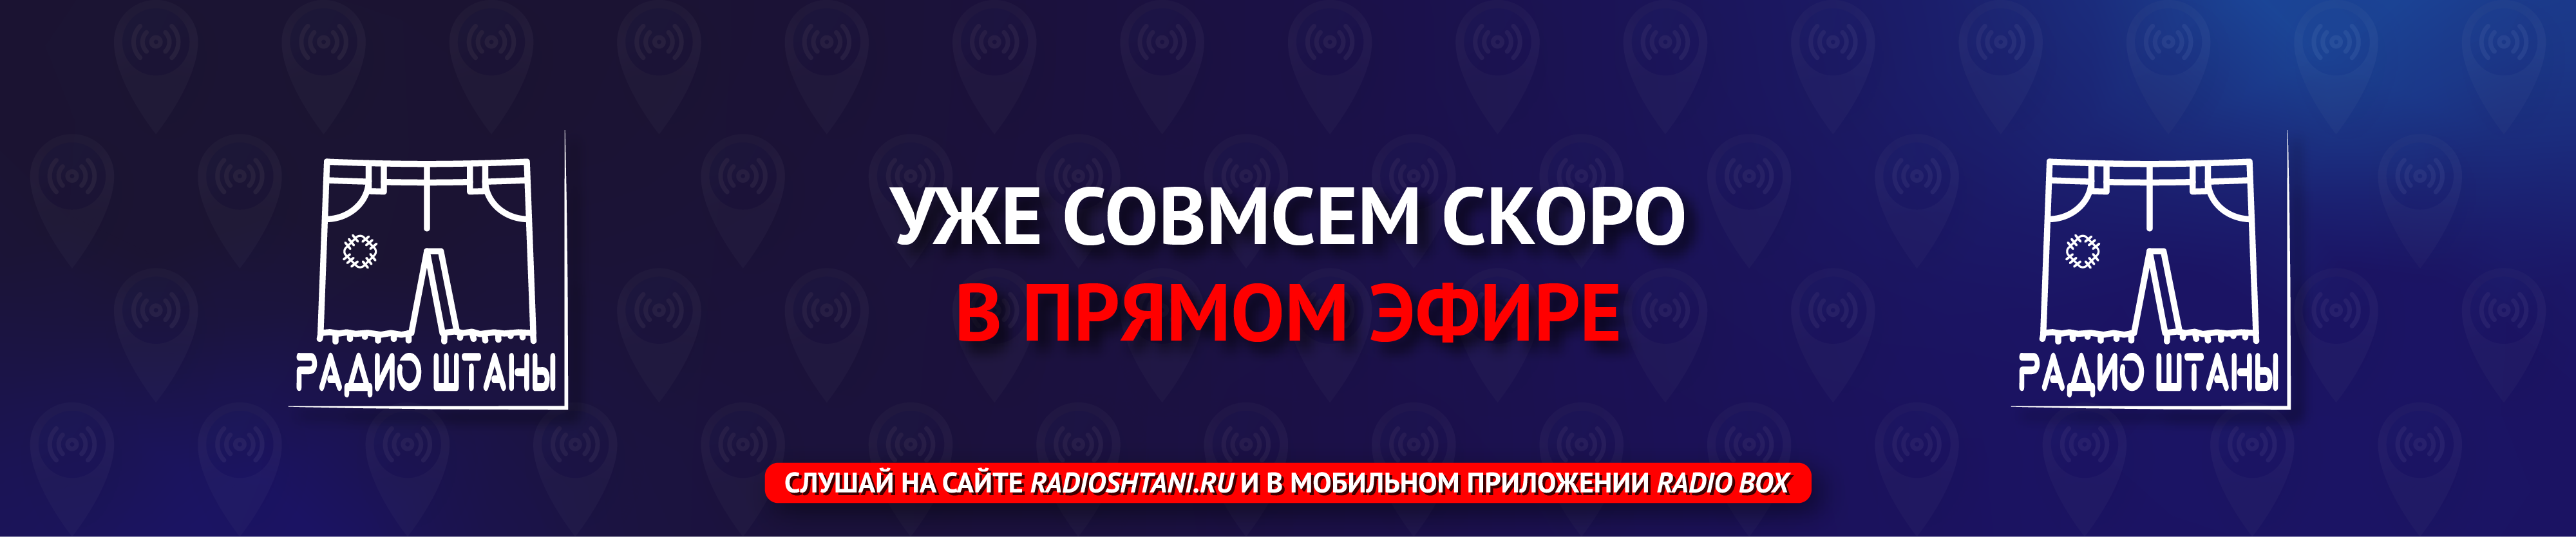 УЖЕ СОВМСЕМ СКОРО
В ПРЯМОМ ЭФИРЕ
РАДИО ШТАНЫ
РАДИО ШТАНЫ
СЛУШАЙ НА САЙТЕ RADIOSHTANI.RU И В МОБИЛЬНОМ ПРИЛОЖЕНИИ RADIO BOX